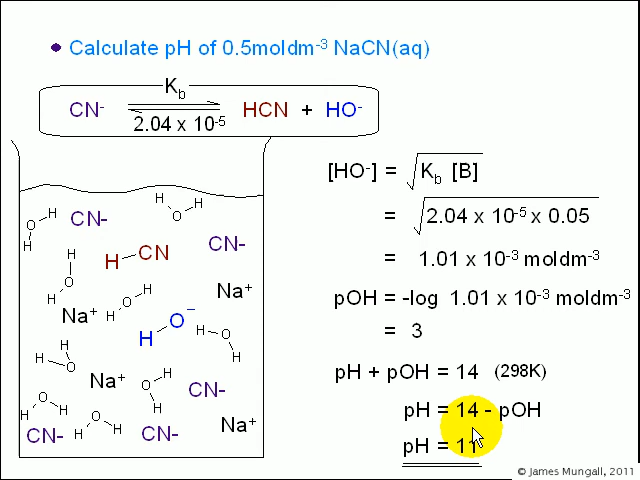 • Calculate pH of 0.5moldm-3 NaCN(aq)
Kb
CN- HCN + HO-
2.04 x 10-5
[HO-] = √Kb [B]
= √2.04 x 10-5 x 0.05
= 1.01 x 10-3 moldm-3
pOH = -log 1.01 x 10-3 moldm-3
= 3
pH + pOH = 14 (298K)
pH = 14 - pOH
pH = 11
H H
O H CN- H O
H CN-
H CN
H
O Na+
H H O
H
Na+ O−
H H O
H
H
H O
Na+ H
O CN-
H
H H Na+
O
CN- H CN-
© James Mungall, 2011